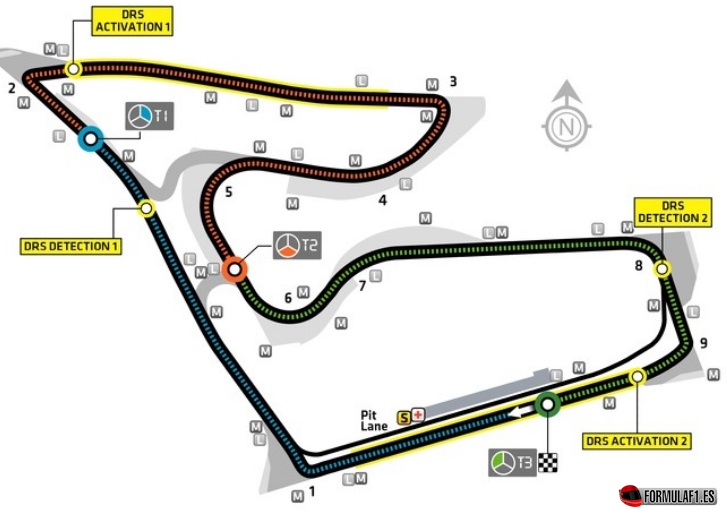 DRS
ACTIVATION 1
M L
2
M
M
L
T1
M
M
L
M
L
M
M
3
M
L
M
4
L
5
M
L
M
DRS DETECTION 1
T2
L
M
L
M
6
M
M
7
L
M
L M
L
M
DRS
DETECTION 2
8
M
L
9
M
M
L
M
DRS ACTIVATION 2
Pit
Lane
S
T3
M
L
1
L M
M
N
FORMULAF1.ES